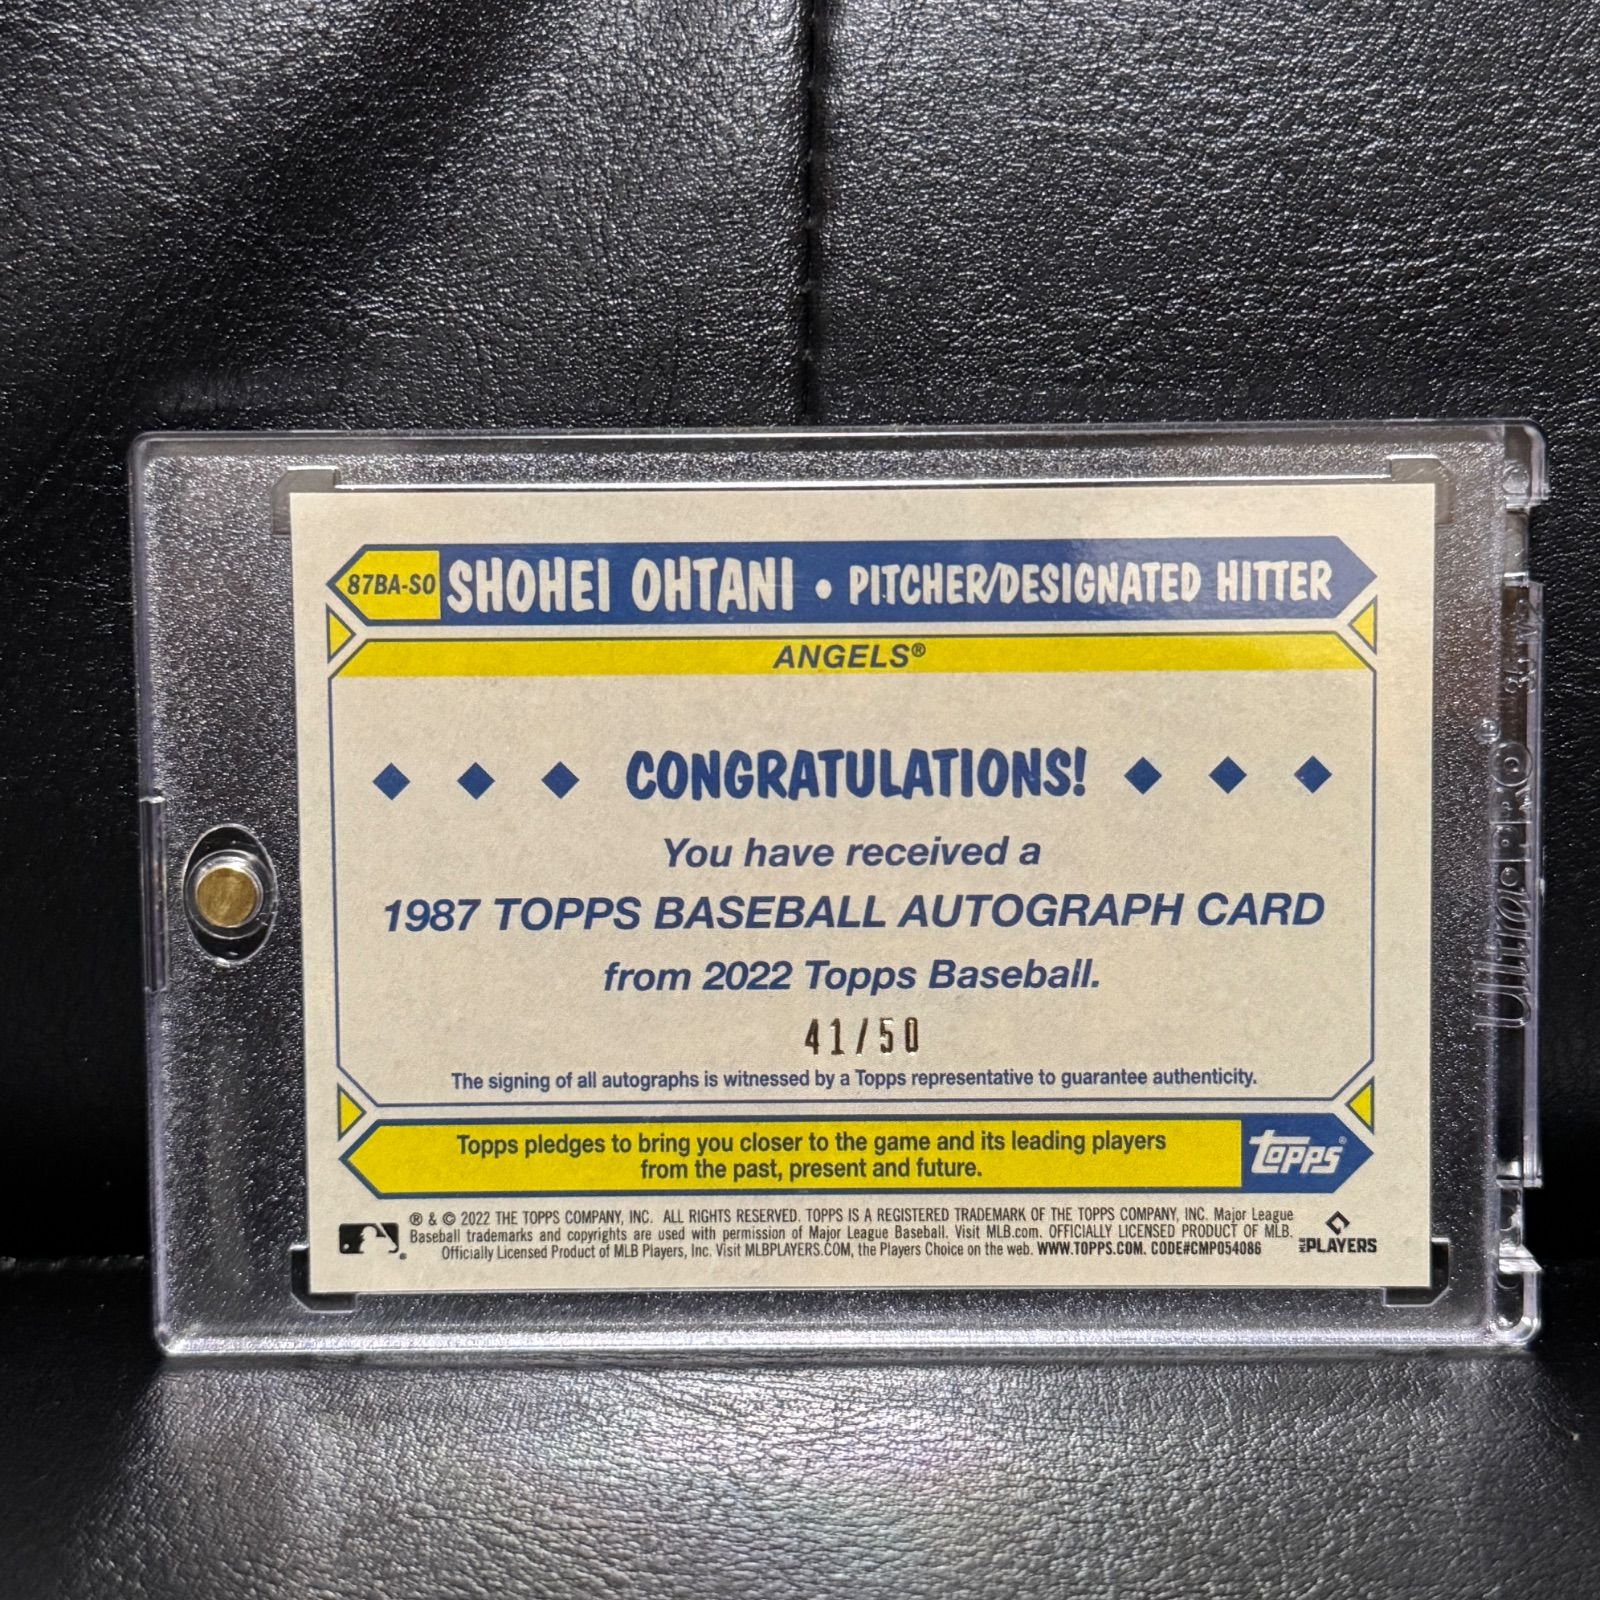 87BA-SO SHOHEI OHTANI • PITCHER/DESIGNATED HITTER
ANGELS®
CONGRATULATIONS!
You have received a
1987 TOPPS BASEBALL AUTOGRAPH CARD
from 2022 Topps Baseball.
41/50
The signing of all autographs is witnessed by a Topps representative to guarantee authenticity.
Topps pledges to bring you closer to the game and its leading players
from the past, present and future.
topps®
® & © 2022 THE TOPPS COMPANY, INC. ALL RIGHTS RESERVED. TOPPS IS A REGISTERED TRADEMARK OF THE TOPPS COMPANY, INC. Major League
Baseball trademarks and copyrights are used with permission of Major League Baseball. Visit MLB.com. OFFICIALLY LICENSED PRODUCT OF MLB.
Officially Licensed Product of MLB Players, Inc. Visit MLBPLAYERS.COM, the Players Choice on the web. WWW.TOPPS.COM. CODE#CMP054086
MLB PLAYERS
Ultra PRO®